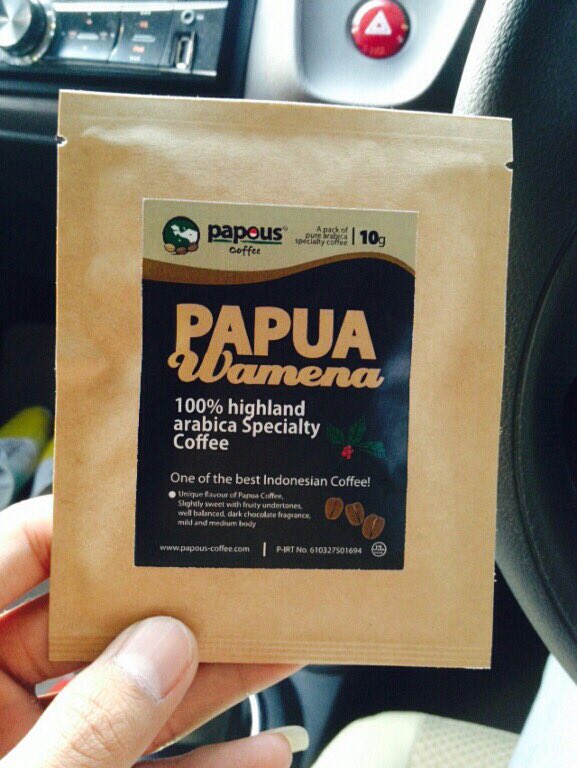 papous
Coffee
A pack of
pure arabica
specialty coffee
10g
PAPUA
Wamena
100% highland
arabica Specialty
Coffee
One of the best Indonesian Coffee!
Unique flavour of Papua Coffee,
Slightly sweet with fruity undertones,
well balanced, dark chocolate fragrance,
mild and medium body
www.papous-coffee.com | P-IRT No. 610327501694